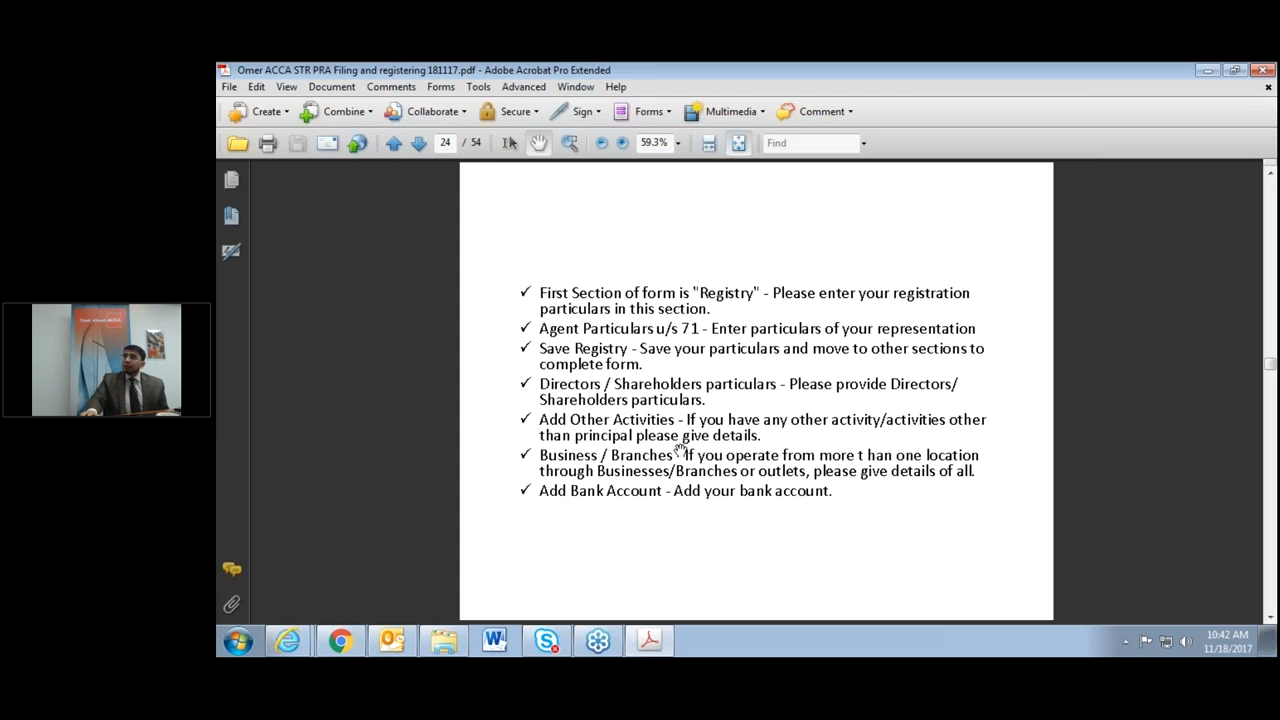 Omer ACCA STR PRA Filing and registering 181117.pdf - Adobe Acrobat Pro Extended
File Edit View Document Comments Forms Tools Advanced Window Help
Create Combine Collaborate Secure Sign Forms Multimedia Comment
24 / 54 59.3% Find
✓ First Section of form is "Registry" - Please enter your registration
particulars in this section.
✓ Agent Particulars u/s 71 - Enter particulars of your representation
✓ Save Registry - Save your particulars and move to other sections to
complete form.
✓ Directors / Shareholders particulars - Please provide Directors/
Shareholders particulars.
✓ Add Other Activities - If you have any other activity/activities other
than principal please give details.
✓ Business / Branches If you operate from more t han one location
through Businesses/Branches or outlets, please give details of all.
✓ Add Bank Account - Add your bank account.
Think Ahead ACCA
10:42 AM
11/18/2017